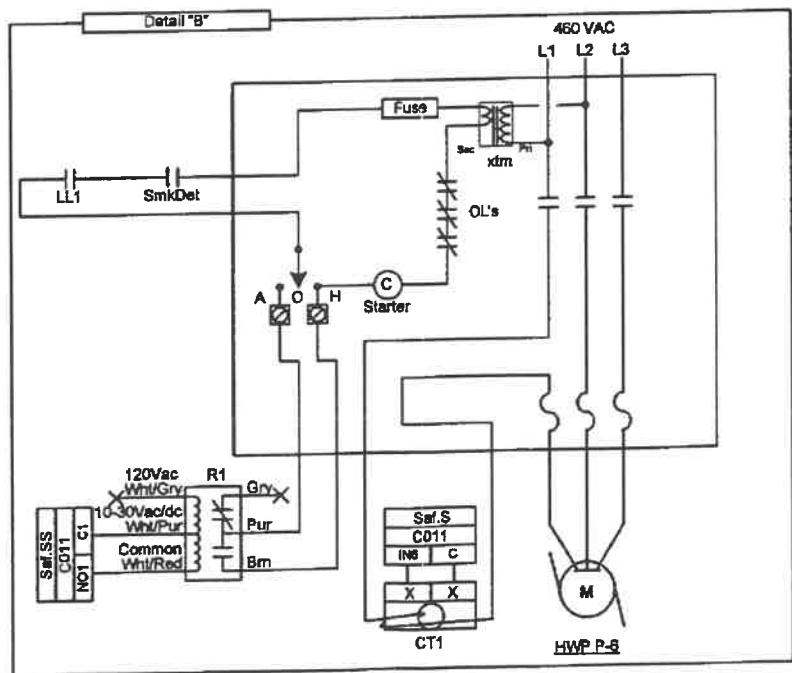 Detail "B"
460 VAC
L1 L2 L3
Fuse
Sec Pri
xfm
LL1 SmkDet
OL's
A O H
C
Starter
120Vac
Wht/Gry
R1
Gry
10-30Vac/dc
Wht/Pur
Pur
Common
Wht/Red
Brn
Saf.SS
C011
NO1 C1
Saf.S
C011
IN6 C
X X
CT1
M
HWP P-6